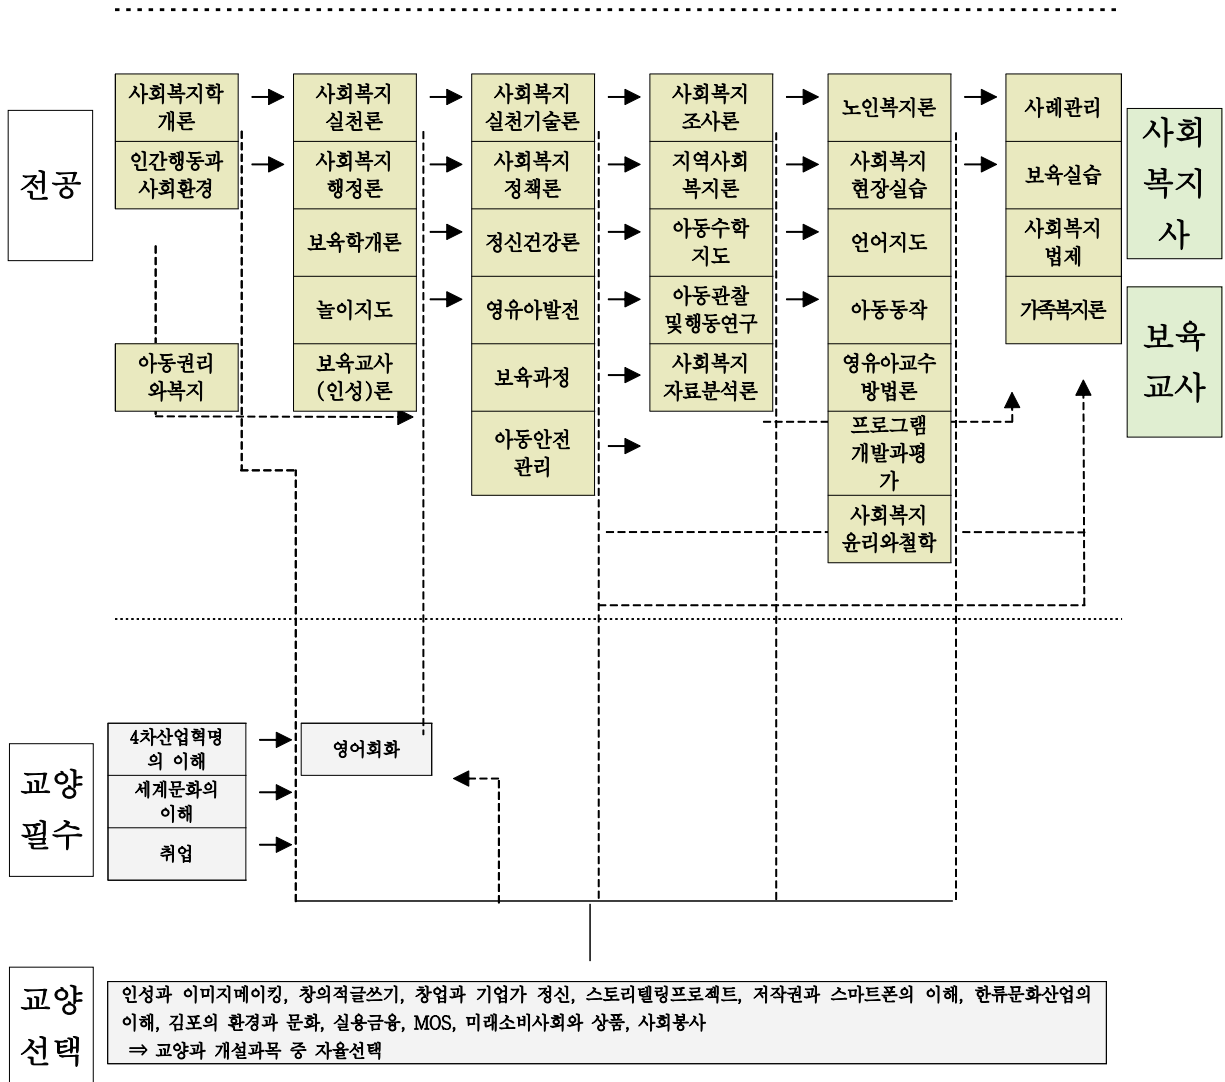 전공
사회복지학
개론
인간행동과
사회환경
아동권리
와복지
사회복지
실천론
사회복지
행정론
보육학개론
놀이지도
보육교사
(인성)론
사회복지
실천기술론
사회복지
정책론
정신건강론
영유아발전
보육과정
아동안전
관리
사회복지
조사론
지역사회
복지론
아동수학
지도
아동관찰
및행동연구
사회복지
자료분석론
노인복지론
사회복지
현장실습
언어지도
아동동작
영유아교수
방법론
프로그램
개발과평
가
사회복지
윤리와철학
사례관리
보육실습
사회복지
법제
가족복지론
사회
복지
사
보육
교사
교양
필수
4차산업혁명
의 이해
세계문화의
이해
취업
영어회화
교양
선택
인성과 이미지메이킹, 창의적글쓰기, 창업과 기업가 정신, 스토리텔링프로젝트, 저작권과 스마트폰의 이해, 한류문화산업의
이해, 김포의 환경과 문화, 실용금융, MOS, 미래소비사회와 상품, 사회봉사
⇒ 교양과 개설과목 중 자율선택